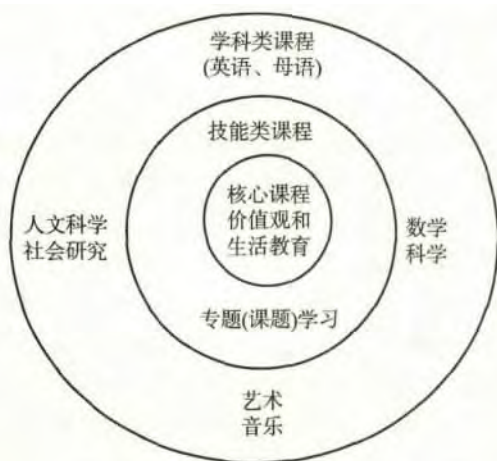 学科类课程
(英语、母语)
技能类课程
核心课程
价值观和
生活教育
人文科学
社会研究
数学
科学
专题(课题)学习
艺术
音乐